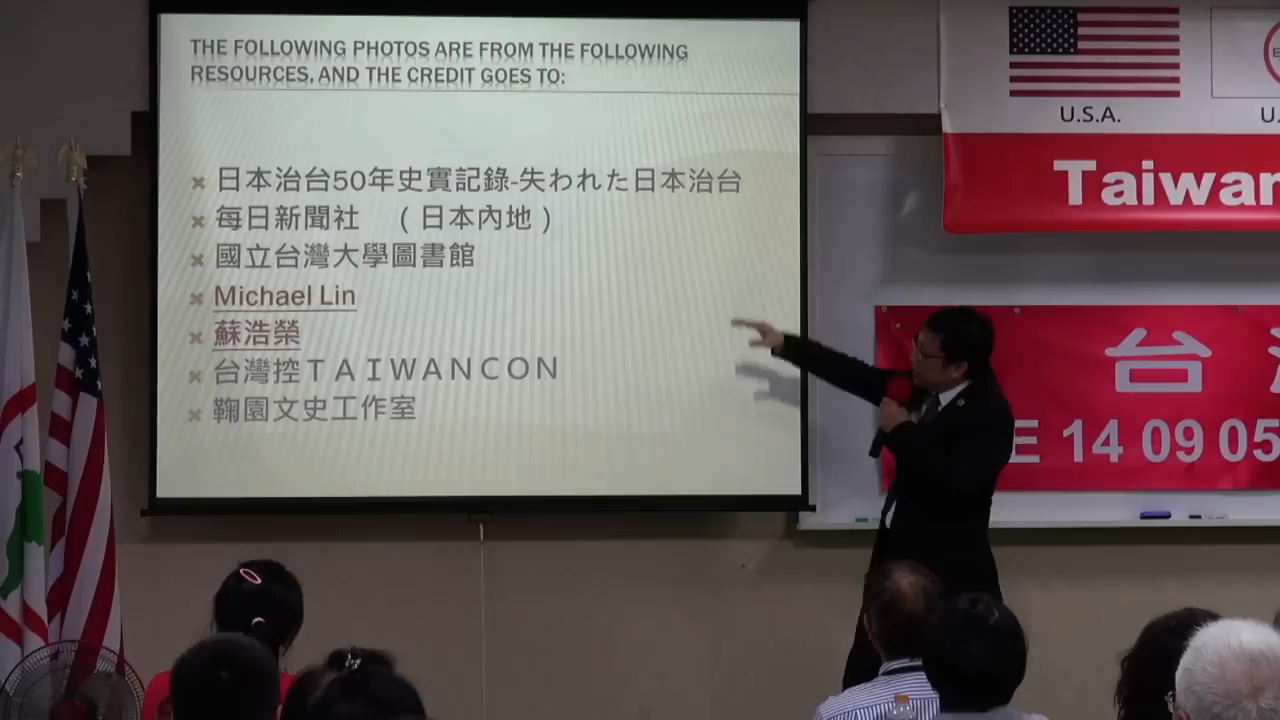 THE FOLLOWING PHOTOS ARE FROM THE FOLLOWING
RESOURCES, AND THE CREDIT GOES TO:
日本治台50年史實記錄-失われた日本治台
每日新聞社 （日本內地）
國立台灣大學圖書館
Michael Lin
蘇浩榮
台灣控ＴＡＩＷＡＮＣＯＮ
鞠園文史工作室
U.S.A.
U.
Taiwan
台
E 14 09 05